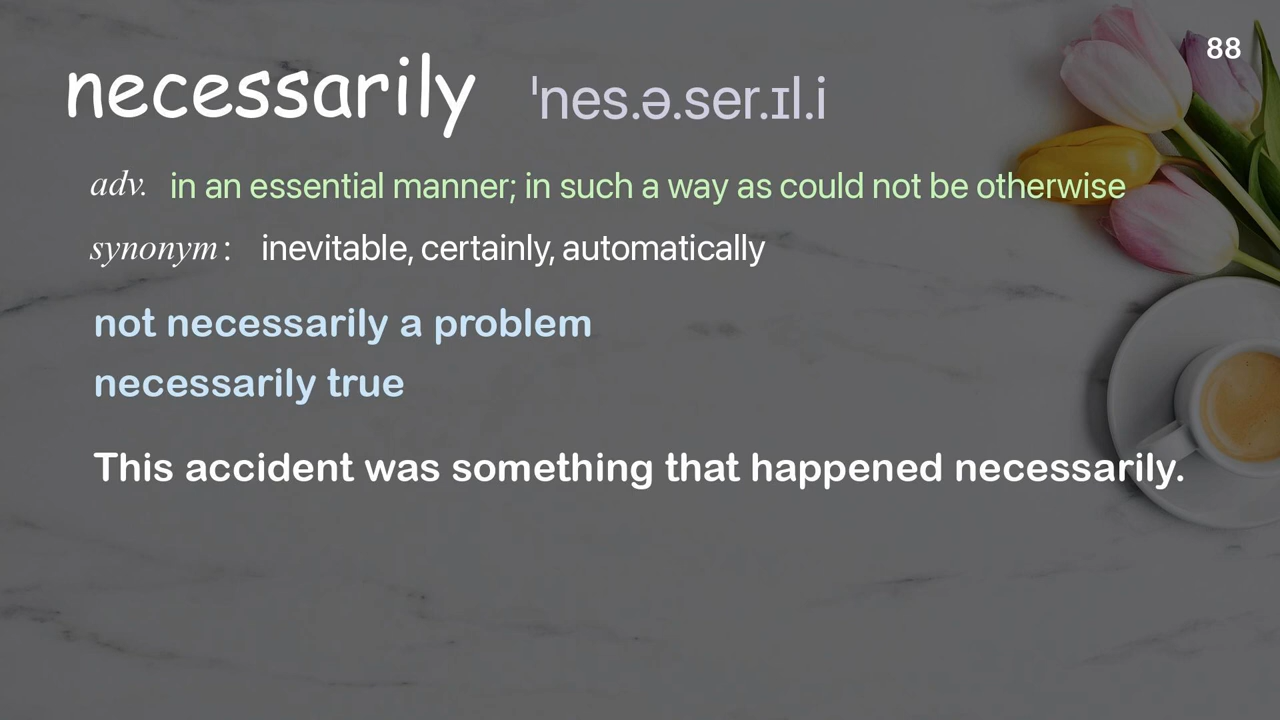 88
necessarily ˈnes.ə.ser.ɪl.i
adv. in an essential manner; in such a way as could not be otherwise
synonym: inevitable, certainly, automatically
not necessarily a problem
necessarily true
This accident was something that happened necessarily.